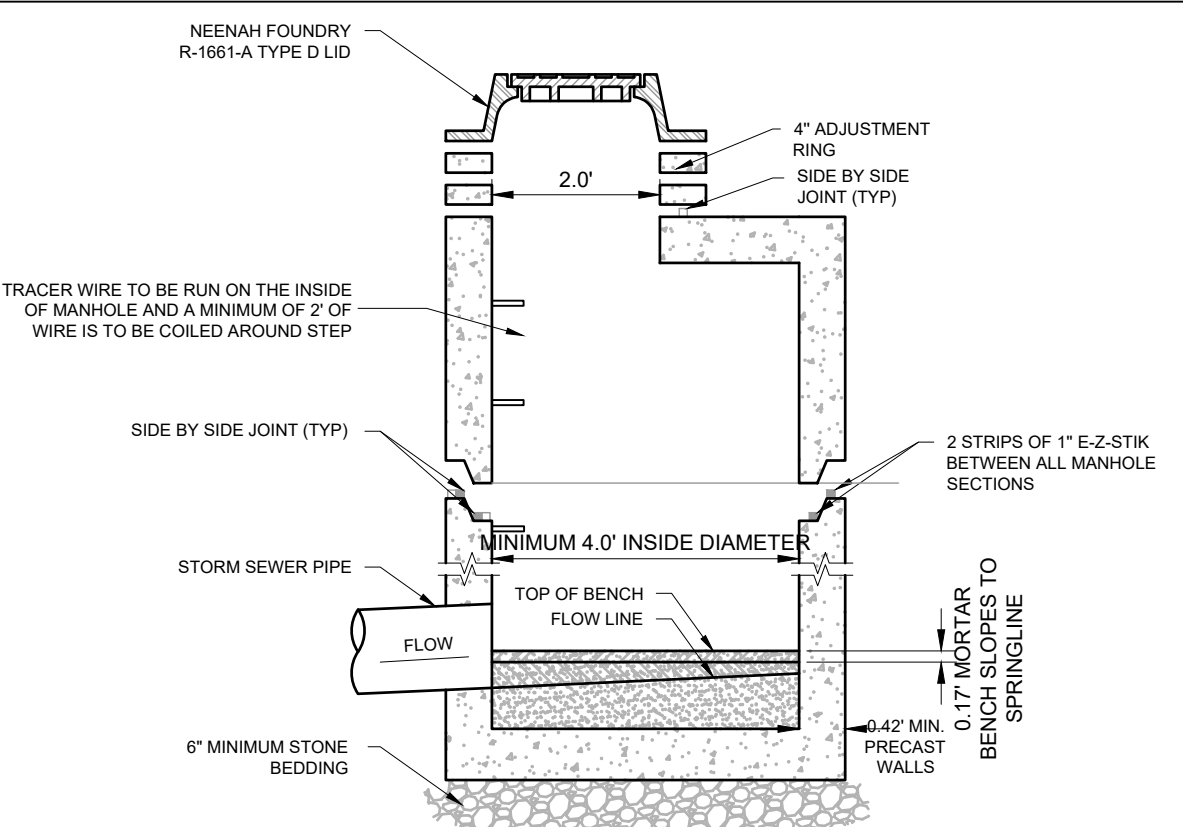 NEENAH FOUNDRY
R-1661-A TYPE D LID
4" ADJUSTMENT
RING
2.0'
SIDE BY SIDE
JOINT (TYP)
TRACER WIRE TO BE RUN ON THE INSIDE
OF MANHOLE AND A MINIMUM OF 2' OF
WIRE IS TO BE COILED AROUND STEP
SIDE BY SIDE JOINT (TYP)
2 STRIPS OF 1" E-Z-STIK
BETWEEN ALL MANHOLE
SECTIONS
MINIMUM 4.0' INSIDE DIAMETER
STORM SEWER PIPE
TOP OF BENCH
FLOW LINE
FLOW
0.17' MORTAR
BENCH SLOPES TO
SPRINGLINE
0.42' MIN.
PRECAST
WALLS
6" MINIMUM STONE
BEDDING